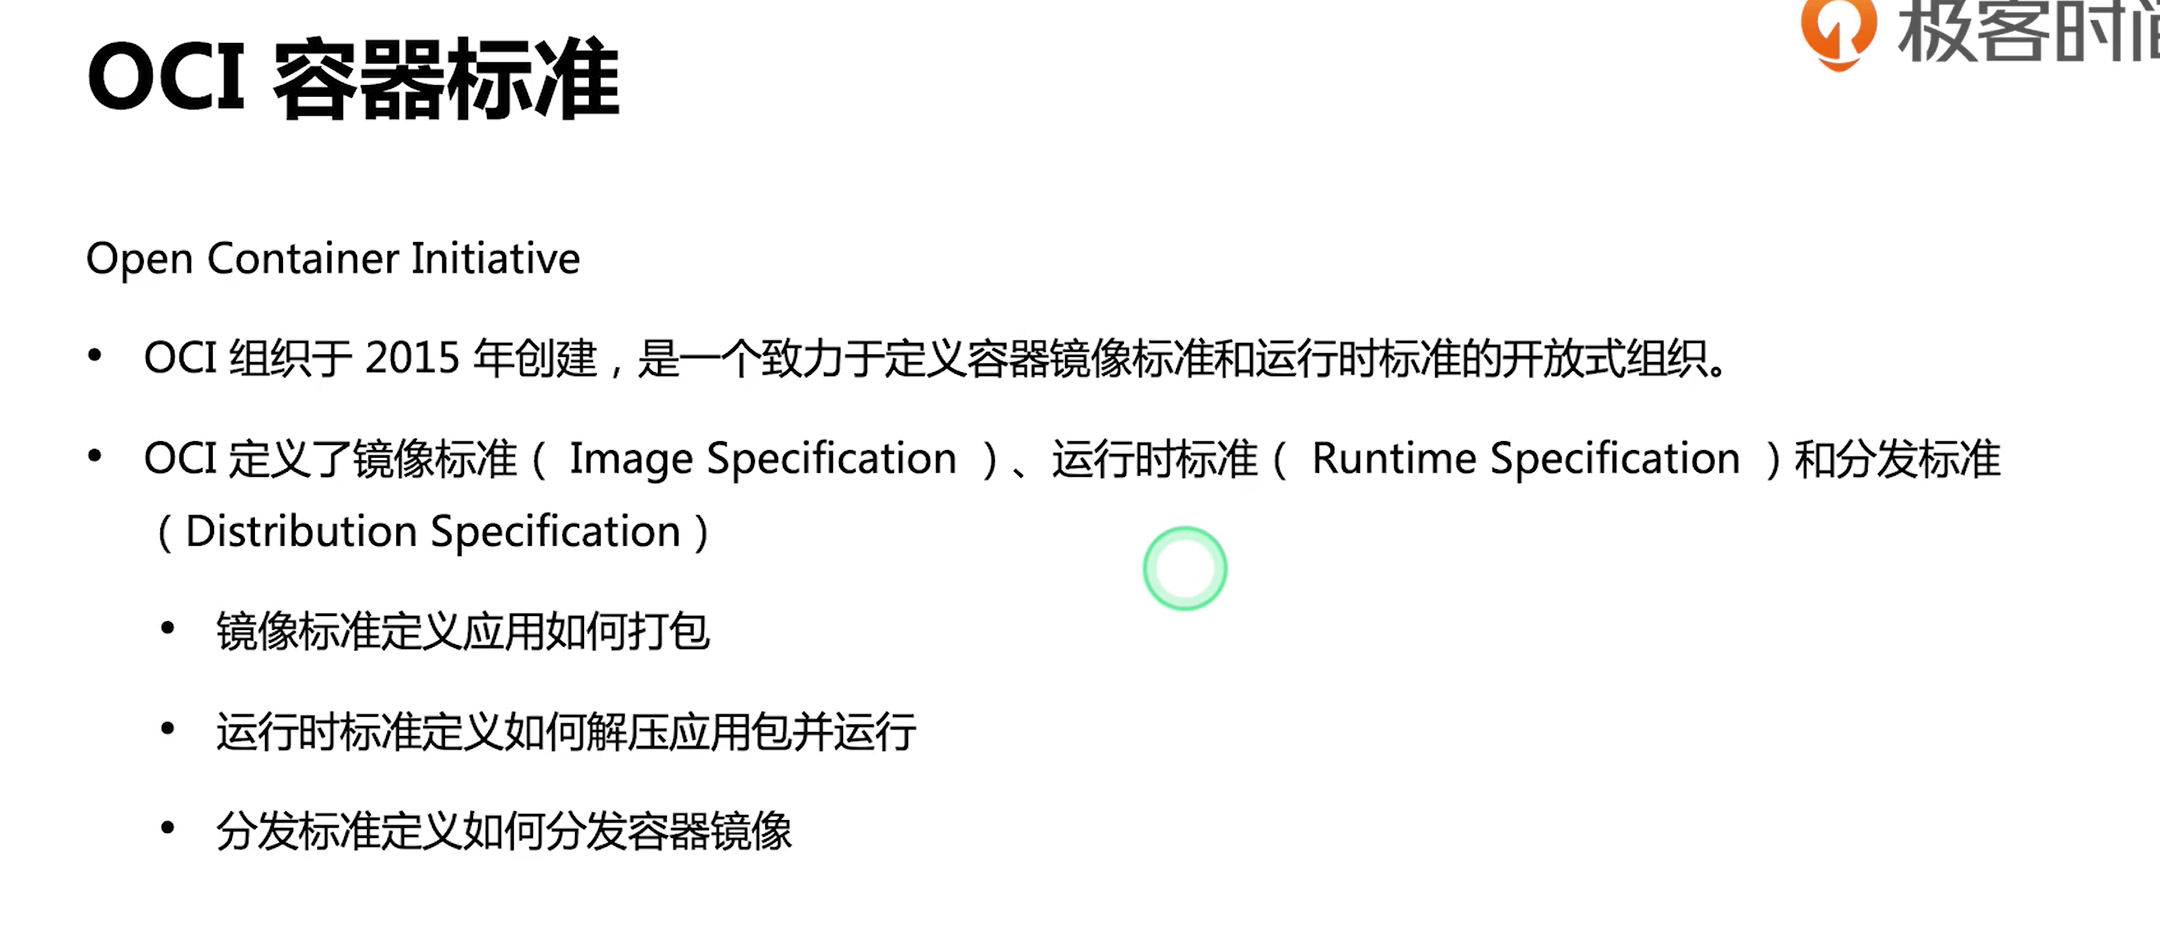 极客时间
OCI 容器标准
Open Container Initiative
• OCI 组织于 2015 年创建，是一个致力于定义容器镜像标准和运行时标准的开放式组织。
• OCI 定义了镜像标准（ Image Specification ）、运行时标准（ Runtime Specification ）和分发标准
（Distribution Specification）
• 镜像标准定义应用如何打包
• 运行时标准定义如何解压应用包并运行
• 分发标准定义如何分发容器镜像